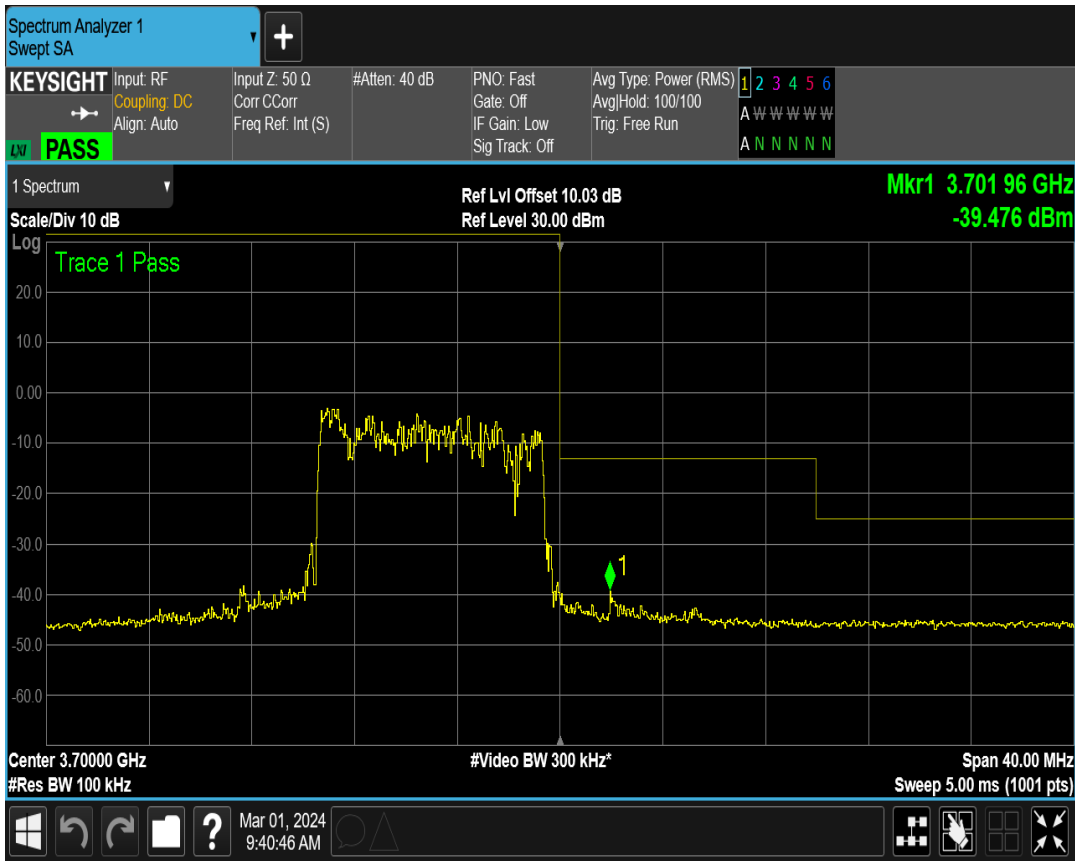 Spectrum Analyzer 1
Swept SA
+
KEYSIGHT
LXI PASS
Input: RF
Coupling: DC
Align: Auto
Input Z: 50 Ω
Corr CCorr
Freq Ref: Int (S)
#Atten: 40 dB
PNO: Fast
Gate: Off
IF Gain: Low
Sig Track: Off
Avg Type: Power (RMS)
Avg|Hold: 100/100
Trig: Free Run
1 2 3 4 5 6
A W W W W W
A N N N N N
1 Spectrum
Scale/Div 10 dB
Ref Lvl Offset 10.03 dB
Ref Level 30.00 dBm
Mkr1 3.701 96 GHz
-39.476 dBm
Log
Trace 1 Pass
20.0
10.0
0.00
-10.0
-20.0
-30.0
1
-40.0
-50.0
-60.0
Center 3.70000 GHz
#Res BW 100 kHz
#Video BW 300 kHz*
Span 40.00 MHz
Sweep 5.00 ms (1001 pts)
?
Mar 01, 2024
9:40:46 AM